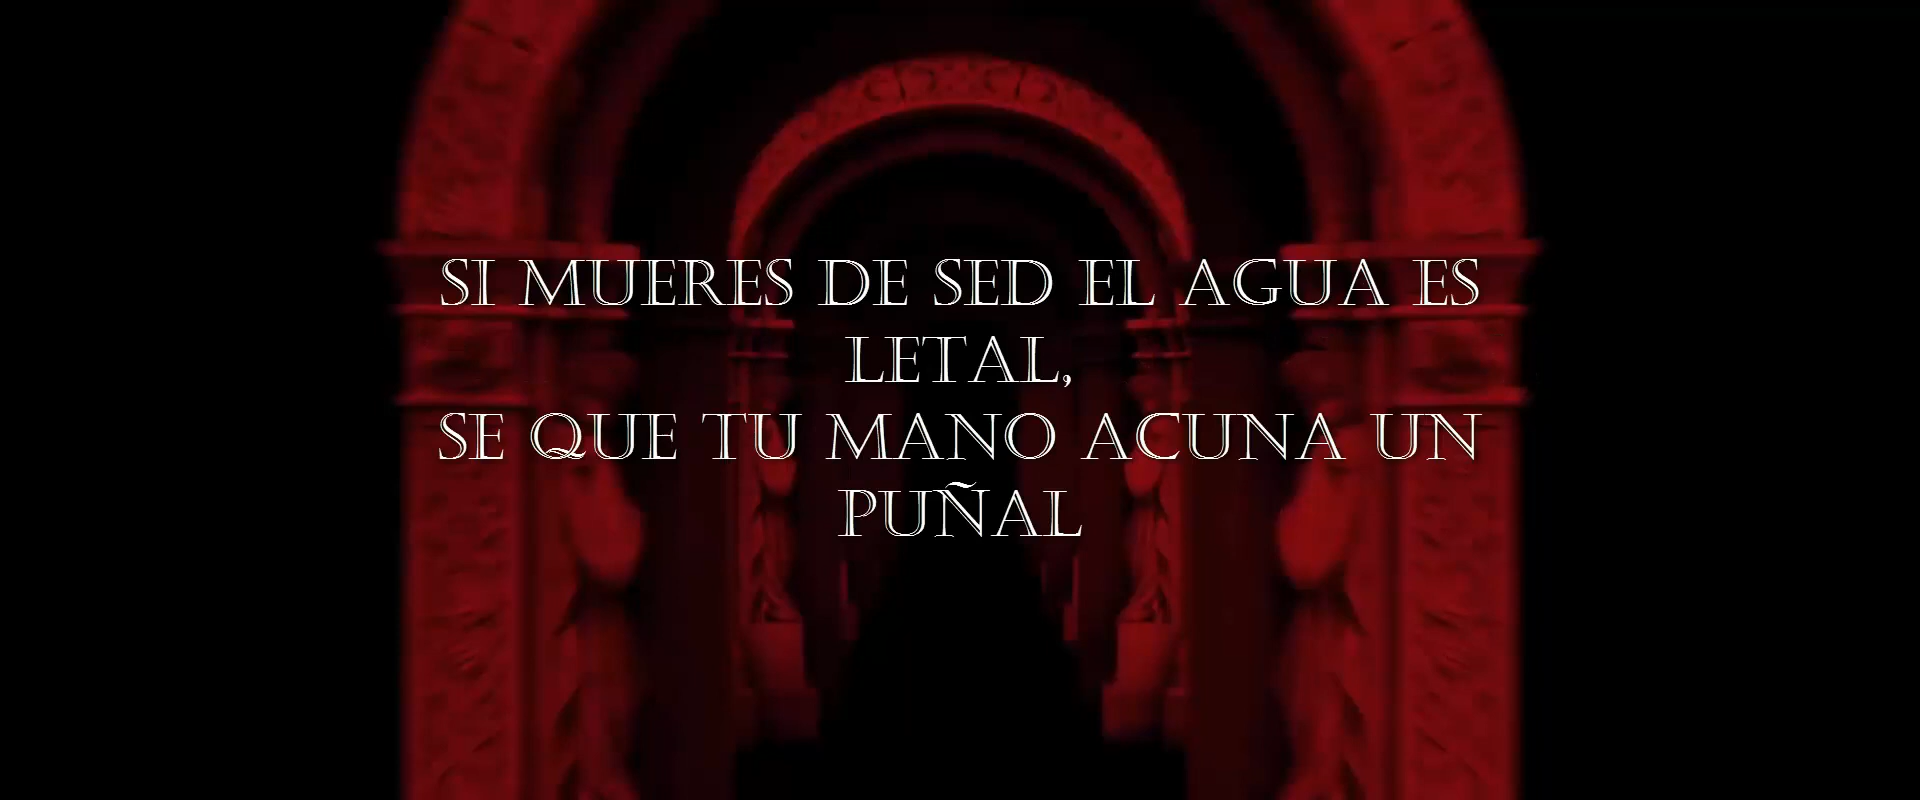 SI MUERES DE SED EL AGUA ES
LETAL,
SE QUE TU MANO ACUNA UN
PUÑAL